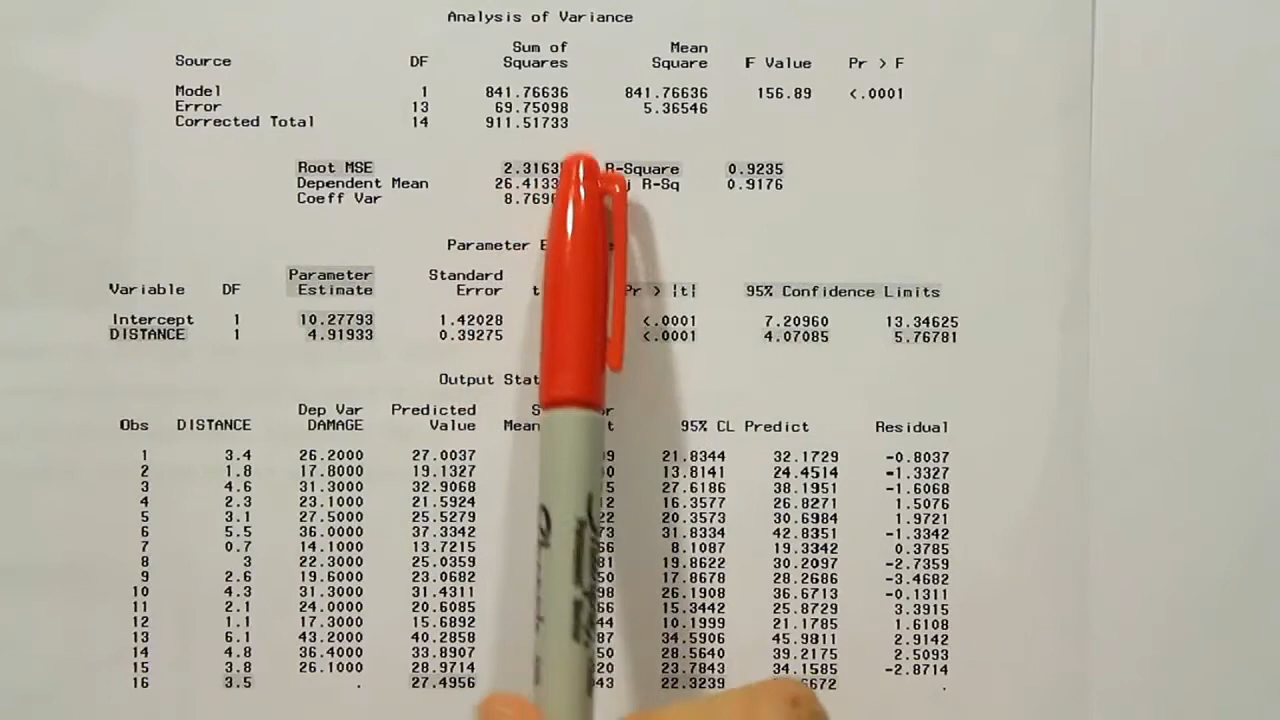 Analysis of Variance
Sum of Mean
Source DF Squares Square F Value Pr > F
Model 1 841.76636 841.76636 156.89 <.0001
Error 13 69.75098 5.36546
Corrected Total 14 911.51733
Root MSE R-Square 0.9235
Dependent Mean R-Sq 0.9176
Coeff Var
Parameter
Parameter Standard
Variable DF Estimate Error Pr > |t| 95% Confidence Limits
Intercept 1 10.27793 1.42028 <.0001 7.20960 13.34625
DISTANCE 1 4.91933 0.39275 <.0001 4.07085 5.76781
Output
Dep Var Predicted
Obs DISTANCE DAMAGE Value Mean 95% CL Predict Residual
1 3.4 26.2000 27.0037 21.8344 32.1729 -0.8037
2 1.8 17.8000 19.1327 13.8141 24.4514 -1.3327
3 4.6 31.3000 32.9068 27.6186 38.1951 -1.6068
4 2.3 23.1000 21.5924 16.3577 26.8271 1.5076
5 3.1 27.5000 25.5279 20.3573 30.6984 1.9721
6 5.5 36.0000 37.3342 31.8334 42.8351 -1.3342
7 0.7 14.1000 13.7215 8.1087 19.3342 0.3785
8 3 22.3000 25.0359 19.8622 30.2097 -2.7359
9 2.6 19.6000 23.0682 17.8678 28.2686 -3.4682
10 4.3 31.3000 31.4311 26.1908 36.6713 -0.1311
11 2.1 24.0000 20.6085 15.3442 25.8729 3.3915
12 1.1 17.3000 15.6892 10.1999 21.1785 1.6108
13 6.1 43.2000 40.2858 34.5906 45.9811 2.9142
14 4.8 36.4000 33.8907 28.5640 39.2175 2.5093
15 3.8 26.1000 28.9714 23.7843 34.1585 -2.8714
16 3.5 . 27.4956 22.3239 .